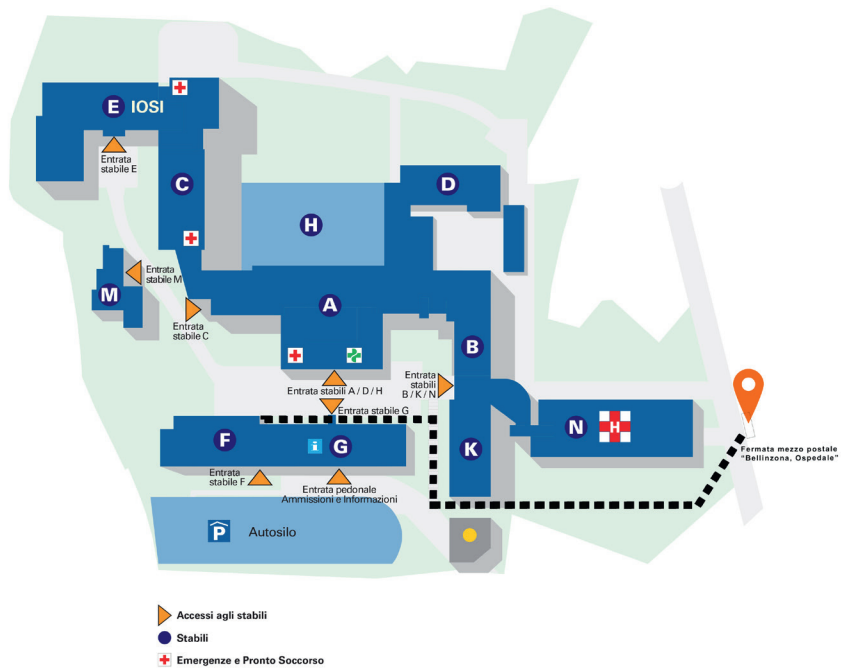 E
IOSI
Entrata
stabile E
C
D
H
M
Entrata
stabile M
Entrata
stabile C
A
B
Entrata
stabili
B / K / N
Entrata stabili A / D / H
Entrata stabile G
F
G
i
K
N
H
Fermata mezzo postale
"Bellinzona, Ospedale"
Entrata
stabile F
Entrata pedonale
Ammissioni e Informazioni
P
Autosilo
Accessi agli stabili
Stabili
Emergenze e Pronto Soccorso